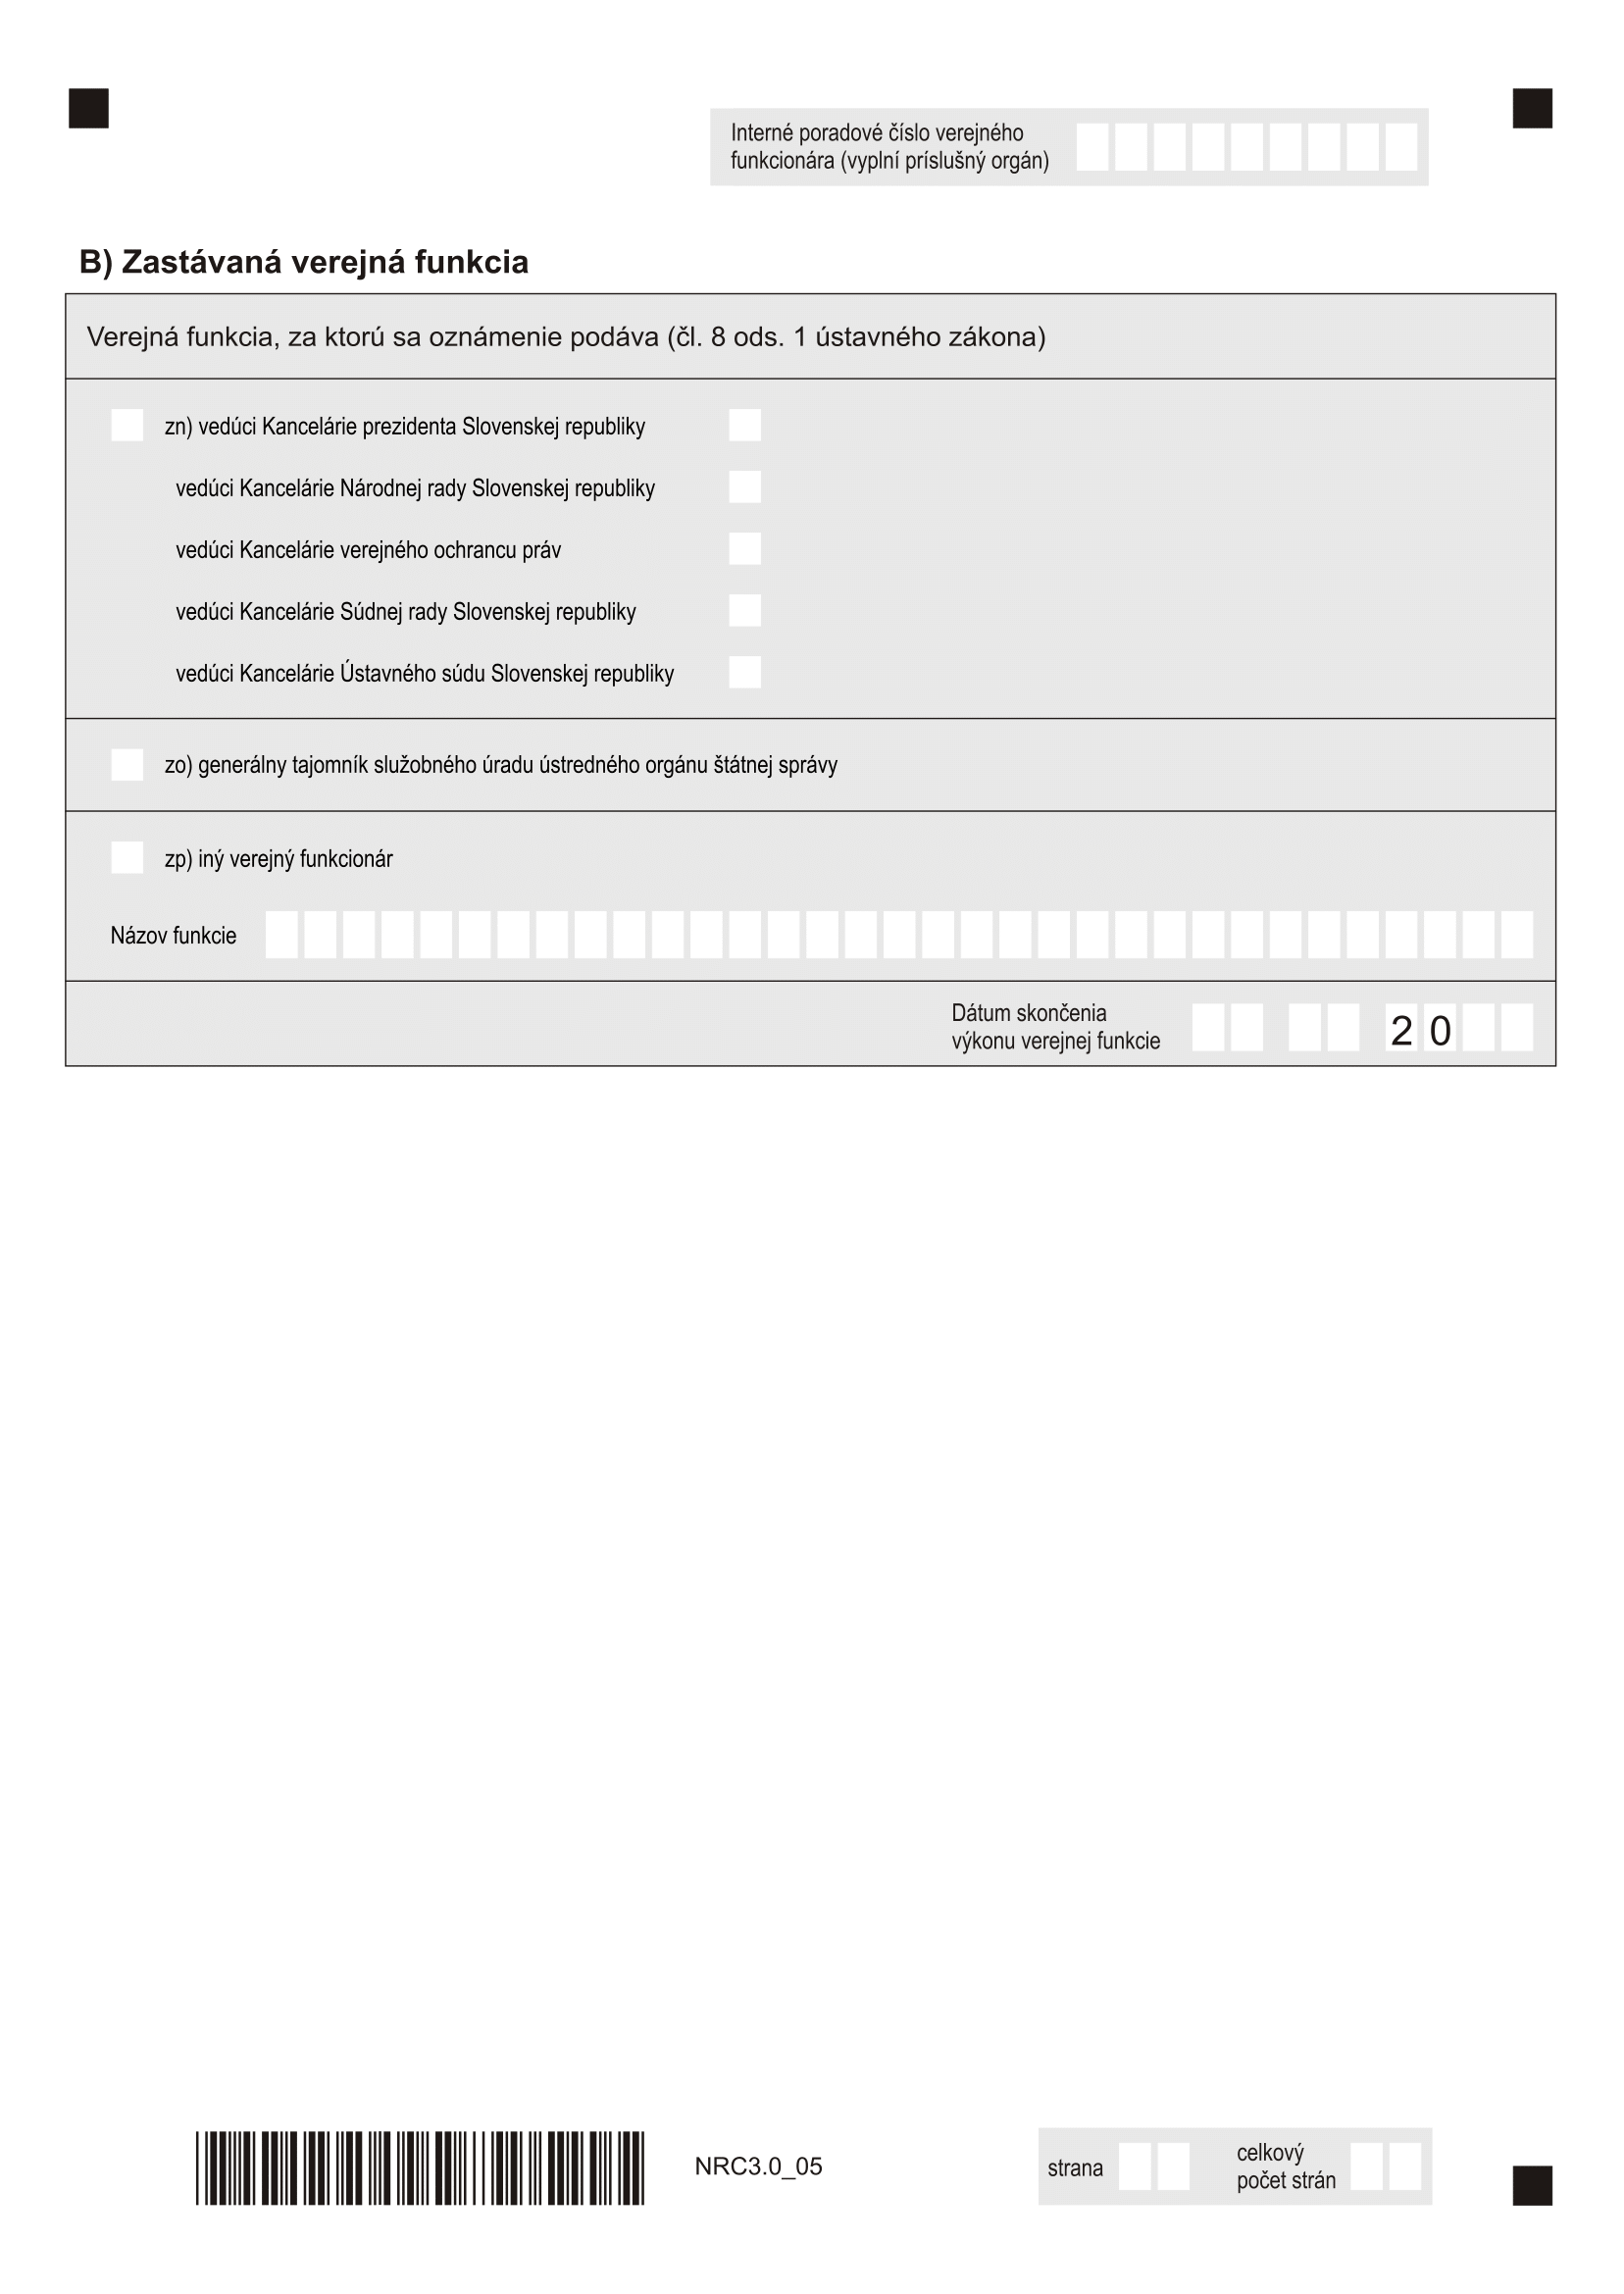 Interné poradové číslo verejného
funkcionára (vyplní príslušný orgán)
B) Zastávaná verejná funkcia
Verejná funkcia, za ktorú sa oznámenie podáva (čl. 8 ods. 1 ústavného zákona)
zn) vedúci Kancelárie prezidenta Slovenskej republiky
vedúci Kancelárie Národnej rady Slovenskej republiky
vedúci Kancelárie verejného ochrancu práv
vedúci Kancelárie Súdnej rady Slovenskej republiky
vedúci Kancelárie Ústavného súdu Slovenskej republiky
zo) generálny tajomník služobného úradu ústredného orgánu štátnej správy
zp) iný verejný funkcionár
Názov funkcie
Dátum skončenia
výkonu verejnej funkcie
2 0
NRC3.0_05
strana
celkový
počet strán